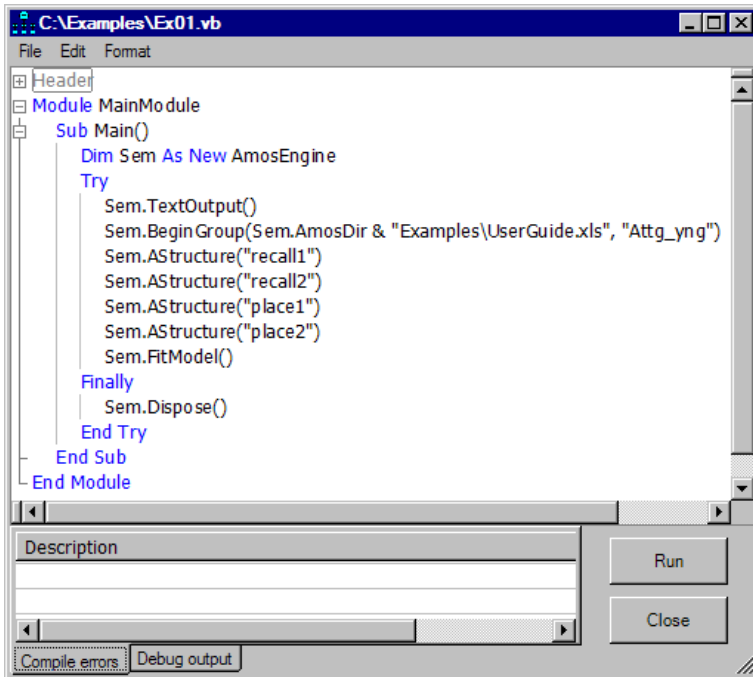 C:\Examples\Ex01.vb
File Edit Format
Header
Module MainModule
Sub Main()
Dim Sem As New AmosEngine
Try
Sem.TextOutput()
Sem.BeginGroup(Sem.AmosDir & "Examples\UserGuide.xls", "Attg_yng")
Sem.AStructure("recall1")
Sem.AStructure("recall2")
Sem.AStructure("place1")
Sem.AStructure("place2")
Sem.FitModel()
Finally
Sem.Dispose()
End Try
End Sub
End Module
Description
Run
Close
Compile errors Debug output